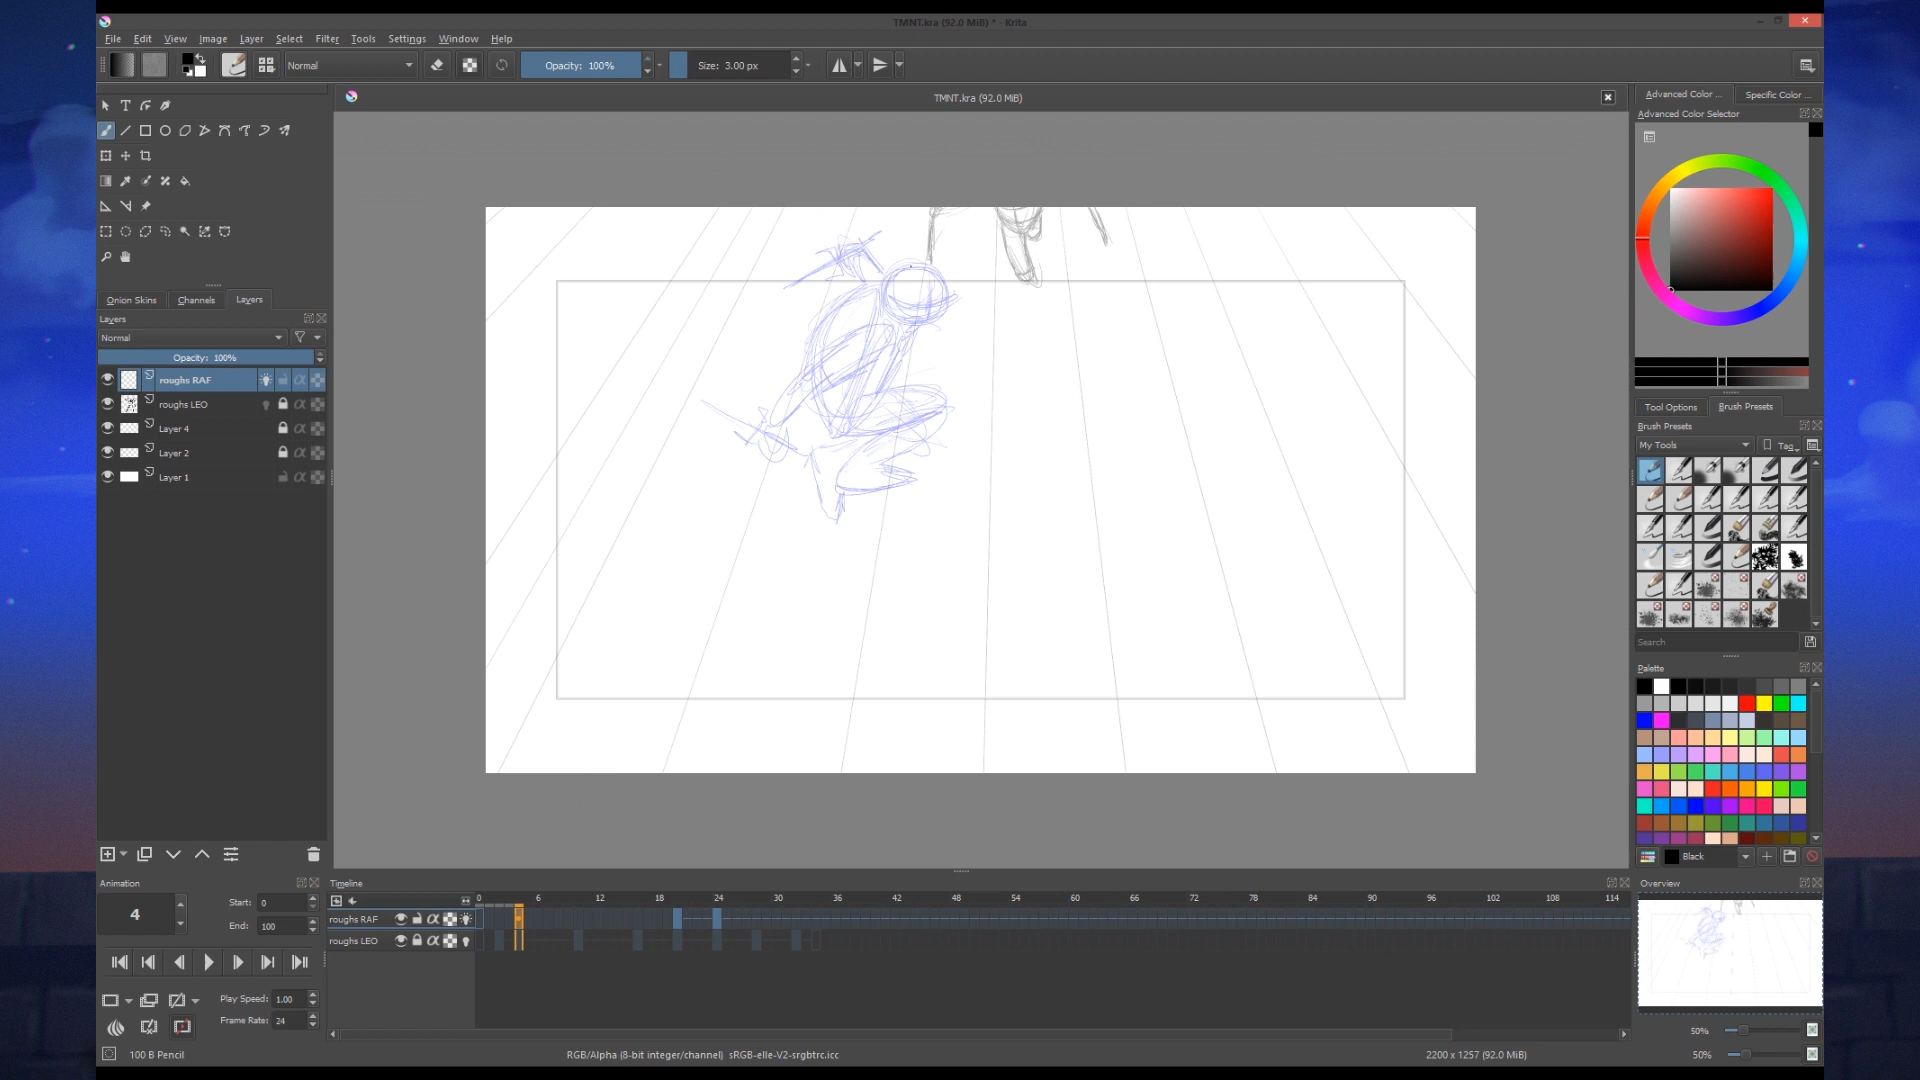 TMNT.kra (92.0 MiB) * - Krita
File Edit View Image Layer Select Filter Tools Settings Window Help
Normal Opacity: 100% Size: 3.00 px
TMNT.kra (92.0 MiB)
Advanced Color ... Specific Color ...
Advanced Color Selector
Onion Skins Channels Layers
Layers
Normal
Opacity: 100%
roughs RAF
roughs LEO
Layer 4
Layer 2
Layer 1
Tool Options Brush Presets
Brush Presets
My Tools Tag
Search
Palette
Black
Animation
4
Start: 0
End: 100
Play Speed: 1.00
Frame Rate: 24
Timeline
0 6 12 18 24 30 36 42 48 54 60 66 72 78 84 90 96 102 108 114
roughs RAF
roughs LEO
Overview
50%
50%
100 B Pencil
RGB/Alpha (8-bit integer/channel) sRGB-elle-V2-srgbtrc.icc
2200 x 1257 (92.0 MiB)